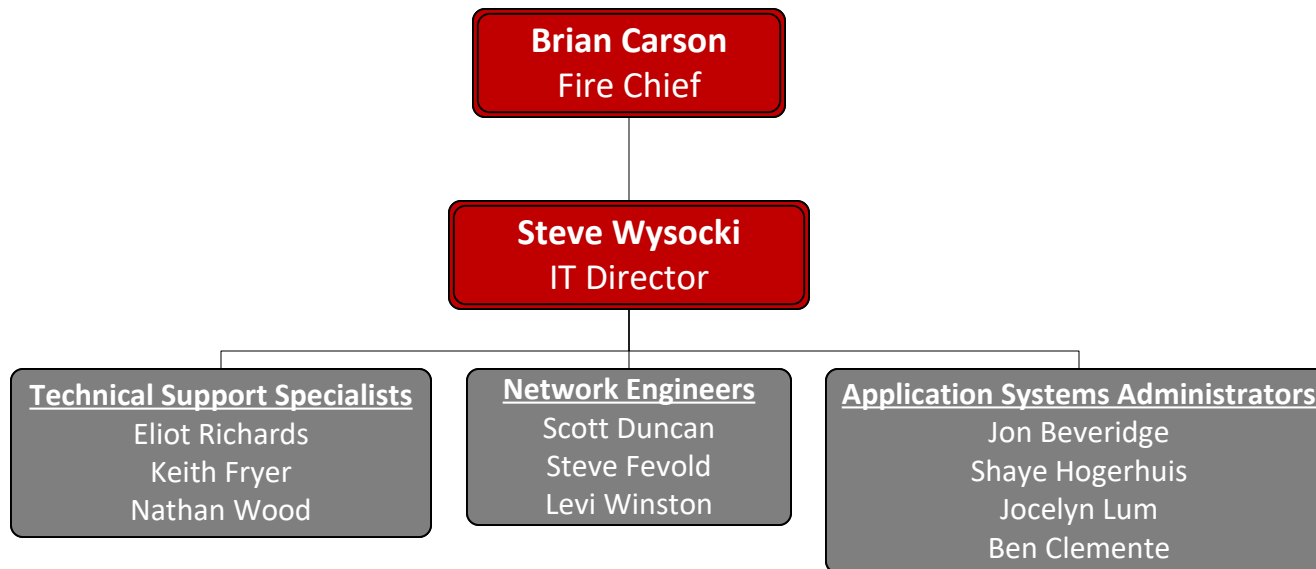 Brian Carson
Fire Chief
Steve Wysocki
IT Director
Technical Support Specialists
Eliot Richards
Keith Fryer
Nathan Wood
Network Engineers
Scott Duncan
Steve Fevold
Levi Winston
Application Systems Administrators
Jon Beveridge
Shaye Hogerhuis
Jocelyn Lum
Ben Clemente